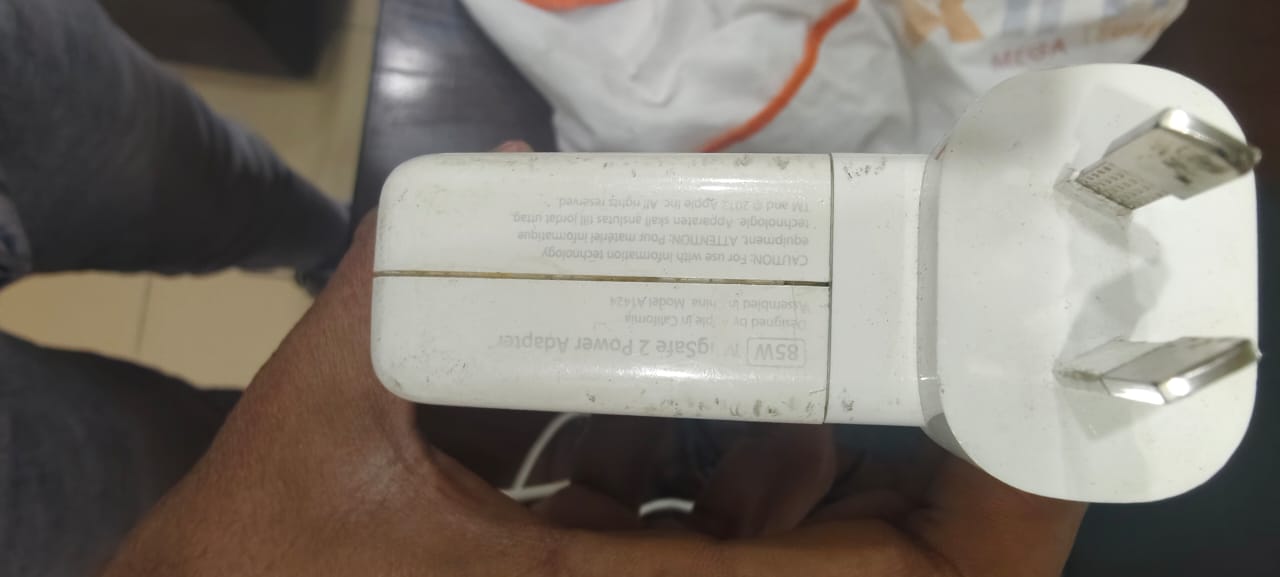 85W MagSafe 2 Power Adapter
Designed by Apple in California
Assembled in China Model A1424
CAUTION: For use with information technology
equipment. ATTENTION: Pour matériel informatique
technologie. Apparaten skall anslutas till jordat uttag.
TM and © 2012 Apple Inc. All rights reserved.
MEGA